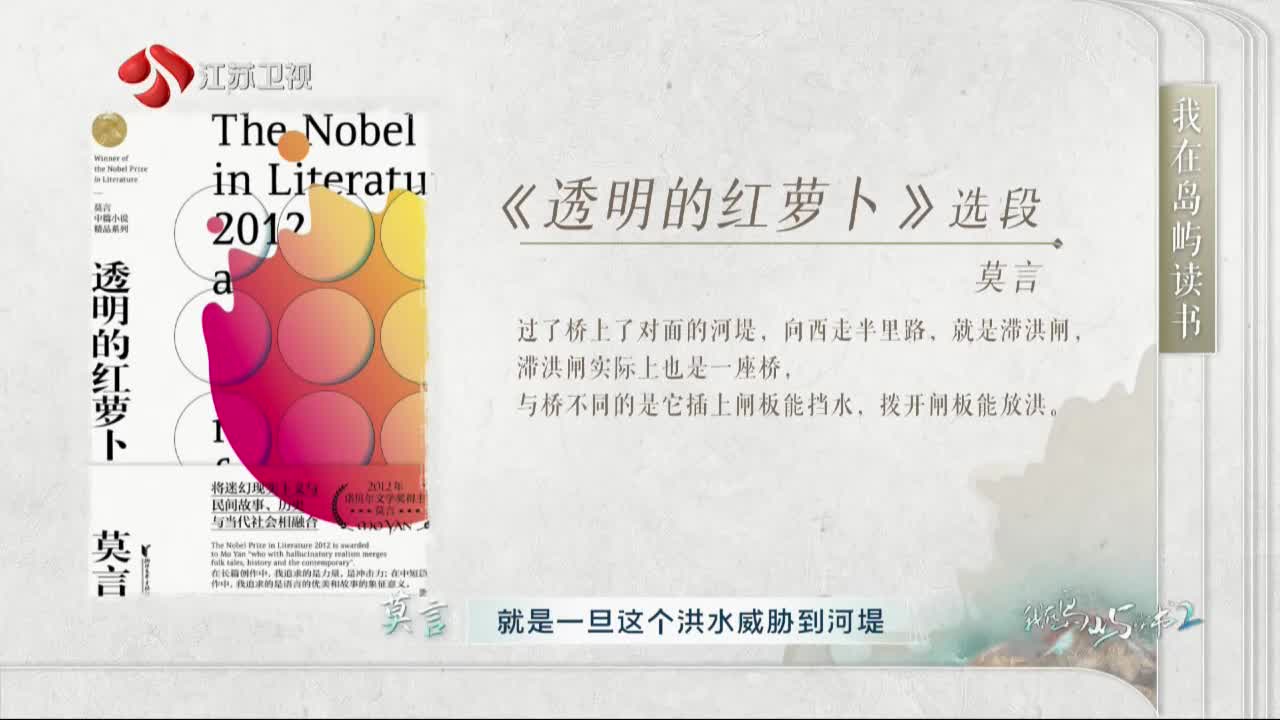 江苏卫视
Winner of
the Nobel Prize
in Literature
莫言
中篇小说
精品系列
透明的红萝卜
莫言
The Nobel
in Literatu
2012
a
将迷幻现实主义与
民间故事、历史
与当代社会相融合
2012年
诺贝尔文学奖得主
莫言
MO YAN
The Nobel Prize in Literature 2012 is awarded
to Mo Yan "who with hallucinatory realism merges
folk tales, history and the contemporary".
在长篇创作中，我追求的是力量，是冲击力；在中短篇
作中，我追求的是语言的优美和故事的象征意义。
《透明的红萝卜》选段
莫言
过了桥上了对面的河堤，向西走半里路，就是滞洪闸，
滞洪闸实际上也是一座桥，
与桥不同的是它插上闸板能挡水，拨开闸板能放洪。
我在岛屿读书
莫言
就是一旦这个洪水威胁到河堤
我在岛屿读书2